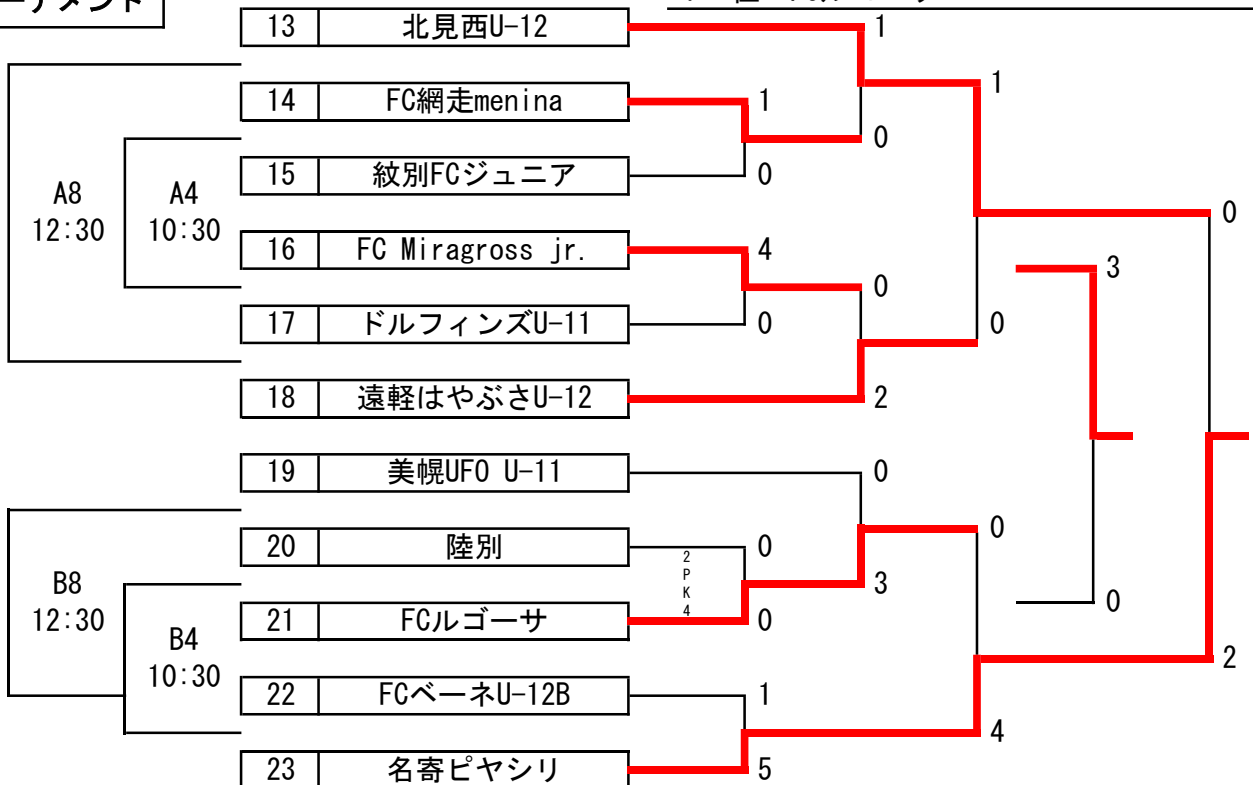 ーナメント
13 北見西U-12 1
14 FC網走menina 1 1
0
15 紋別FCジュニア 0
A8 A4
12:30 10:30
0
16 FC Miragross jr. 4
3
0
17 ドルフィンズU-11 0 0
18 遠軽はやぶさU-12 2
19 美幌UFO U-11 0
0
20 陸別 0
2
P
K
4
B8
12:30
3
0
21 FCルゴーサ 0
B4
10:30
2
22 FCベーネU-12B 1
4
23 名寄ピヤシリ 5